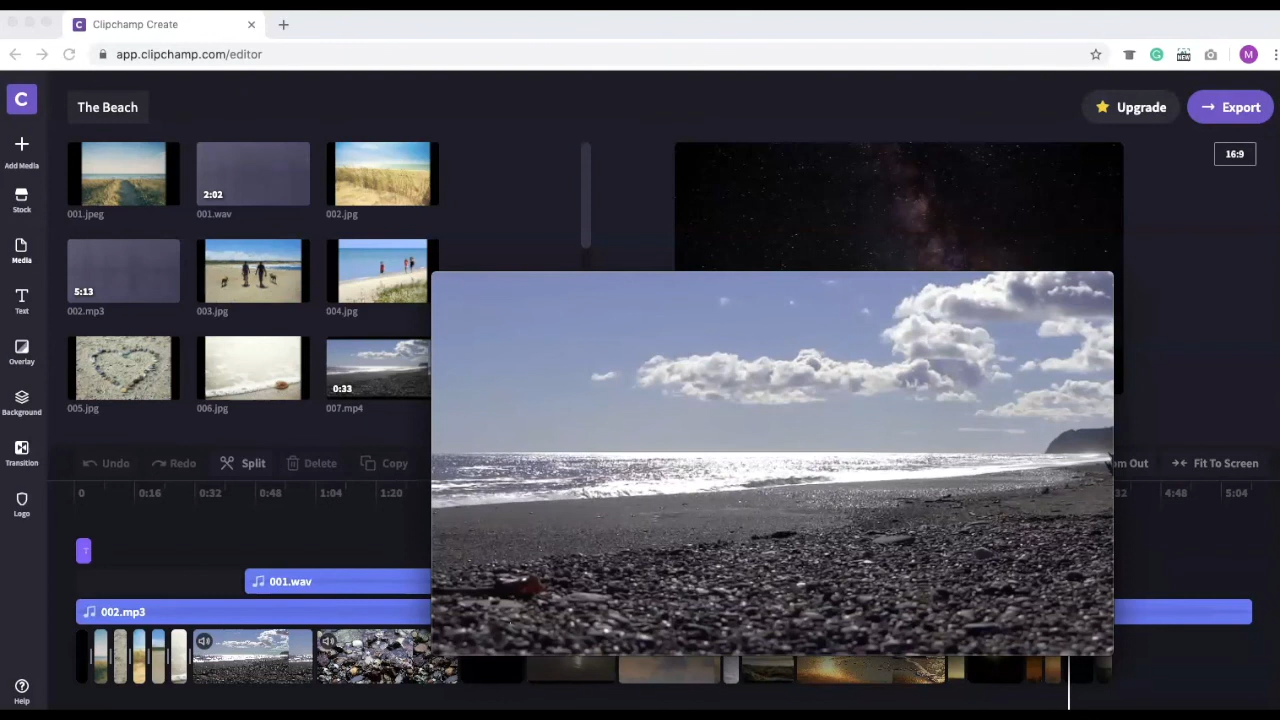 C Clipchamp Create
app.clipchamp.com/editor
NEW
M
C
The Beach
Upgrade
Export
Add Media
Stock
Media
Text
Overlay
Background
Transition
Logo
Help
2:02
001.jpeg
001.wav
002.jpg
16:9
5:13
002.mp3
003.jpg
004.jpg
0:33
005.jpg
006.jpg
007.mp4
Undo
Redo
Split
Delete
Copy
Out
Fit To Screen
0
0:16
0:32
0:48
1:04
1:20
4:48
5:04
T
001.wav
002.mp3